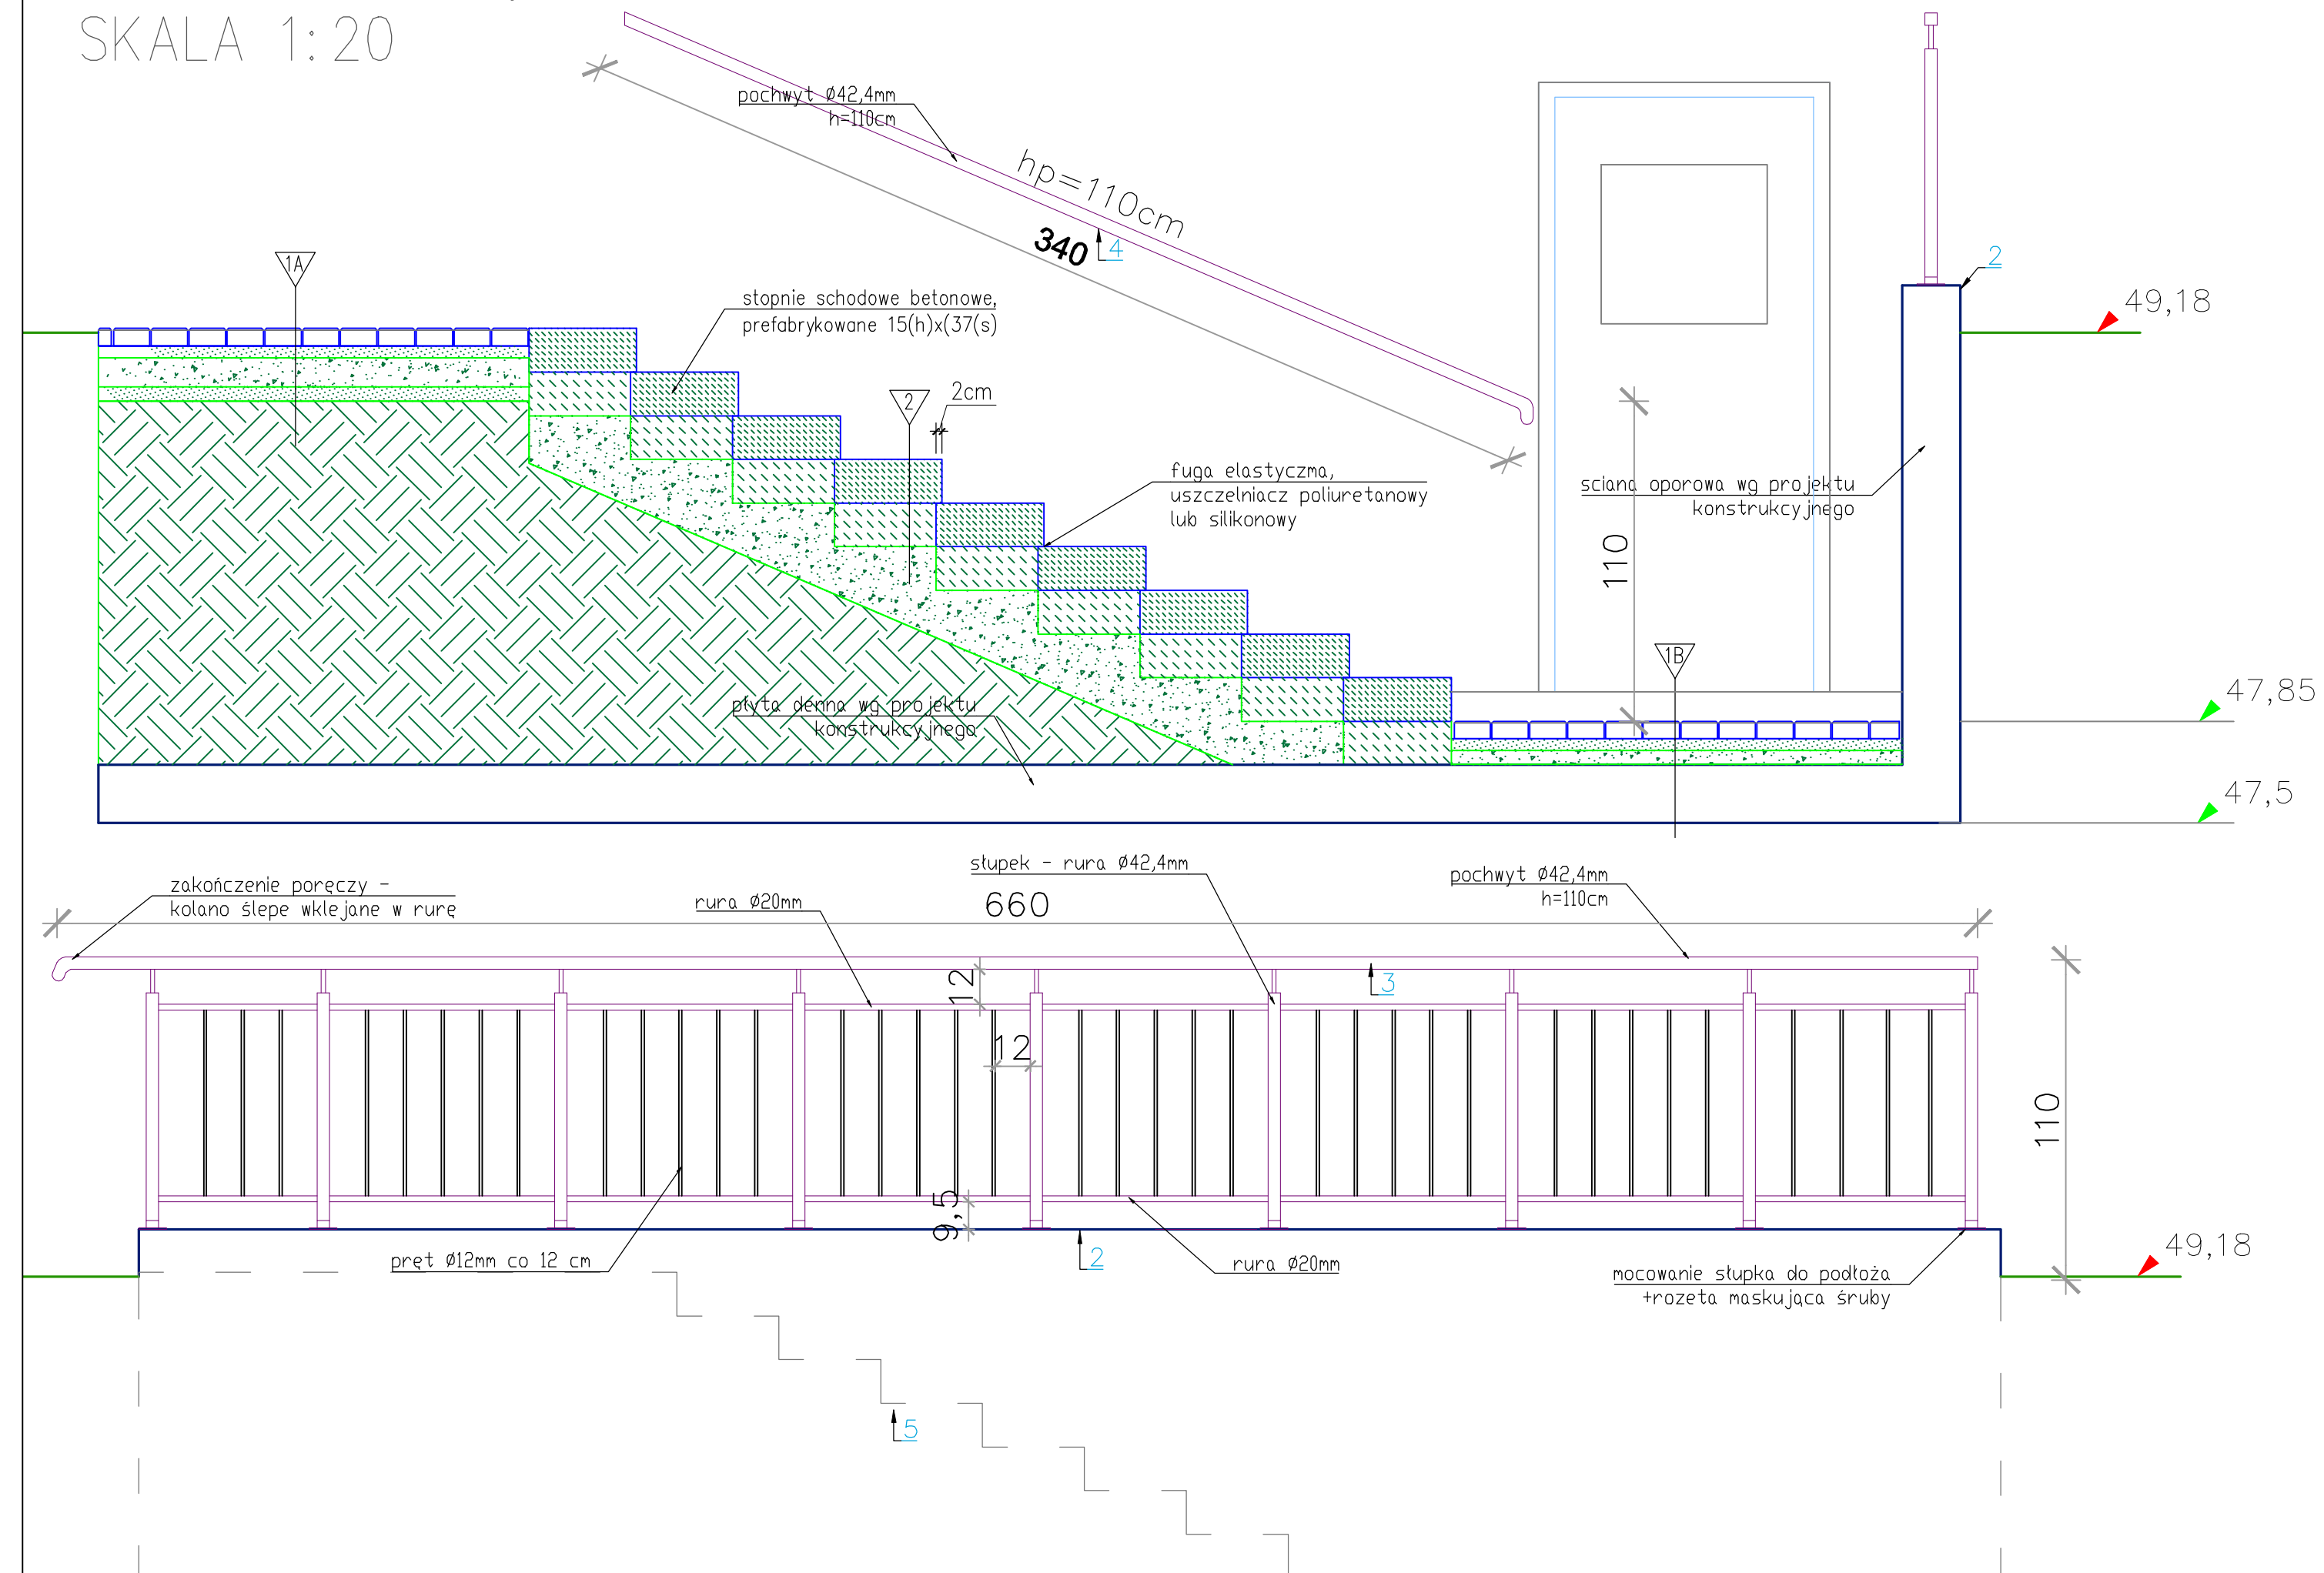 SKALA 1:20
pochwyt Ø42,4mm
h=110cm
hp=110cm
340
4
1A
stopnie schodowe betonowe,
prefabrykowane 15(h)x(37(s)
2
2cm
fuga elastyczma,
uszczelniacz poliuretanowy
lub silikonowy
2
49,18
sciana oporowa wg projektu
konstrukcyjnego
110
1B
47,85
płyta denna wg projektu
konstrukcyjnego
47,5
zakończenie poręczy -
kolano ślepe wklejane w rurę
rura Ø20mm
słupek - rura Ø42,4mm
660
pochwyt Ø42,4mm
h=110cm
12
3
12
110
9,5
pręt Ø12mm co 12 cm
2
rura Ø20mm
49,18
mocowanie słupka do podłoża
+rozeta maskująca śruby
5